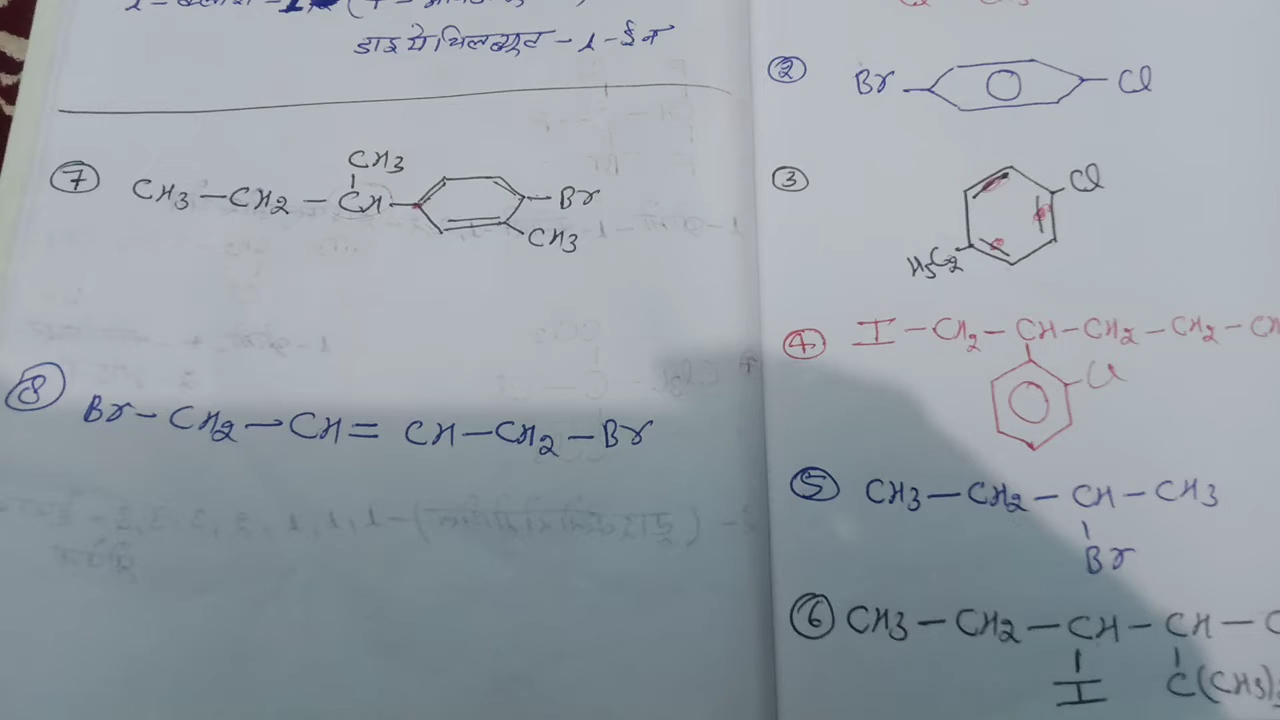 डाइमेथिलब्यूट-1-ईन
⑦ CH3-CH2-CH-
CH3
Br
CH3
⑧ Br-CH2-CH=CH-CH2-Br
② Br Cl
③ Cl
H5C2
④ I-CH2-CH-CH2-CH2-
Cl
⑤ CH3-CH2-CH-CH3
Br
⑥ CH3-CH2-CH-CH-
I C(CH3)